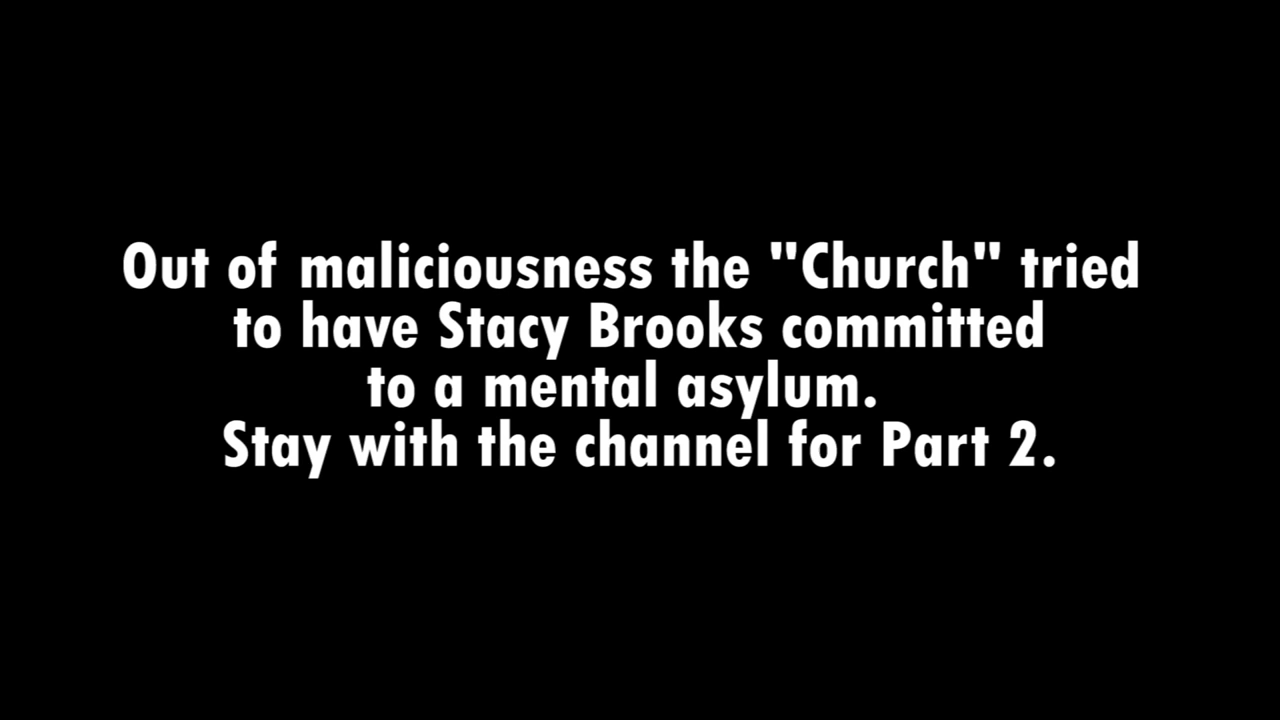 Out of maliciousness the "Church" tried
to have Stacy Brooks committed
to a mental asylum.
Stay with the channel for Part 2.